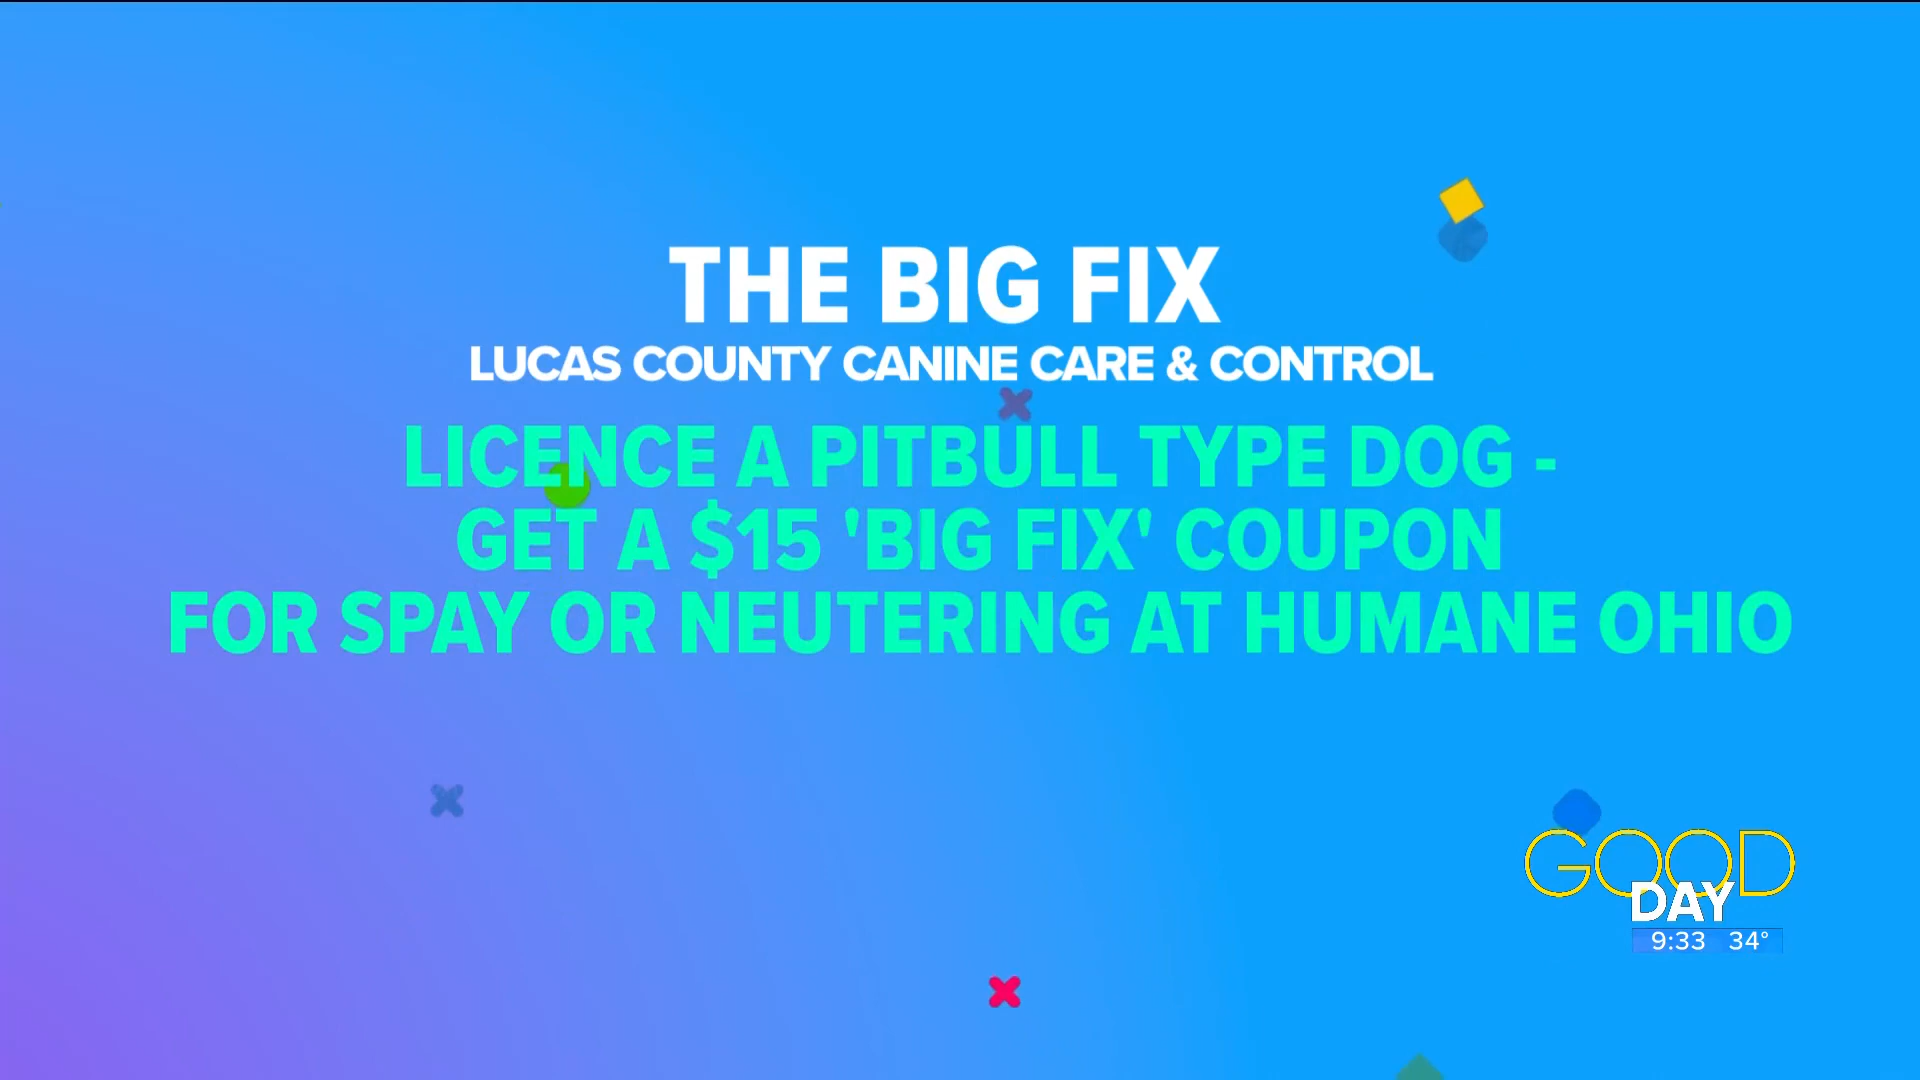 THE BIG FIX
LUCAS COUNTY CANINE CARE & CONTROL
LICENCE A PITBULL TYPE DOG -
GET A $15 'BIG FIX' COUPON
FOR SPAY OR NEUTERING AT HUMANE OHIO
GOOD
DAY
9:33 34°